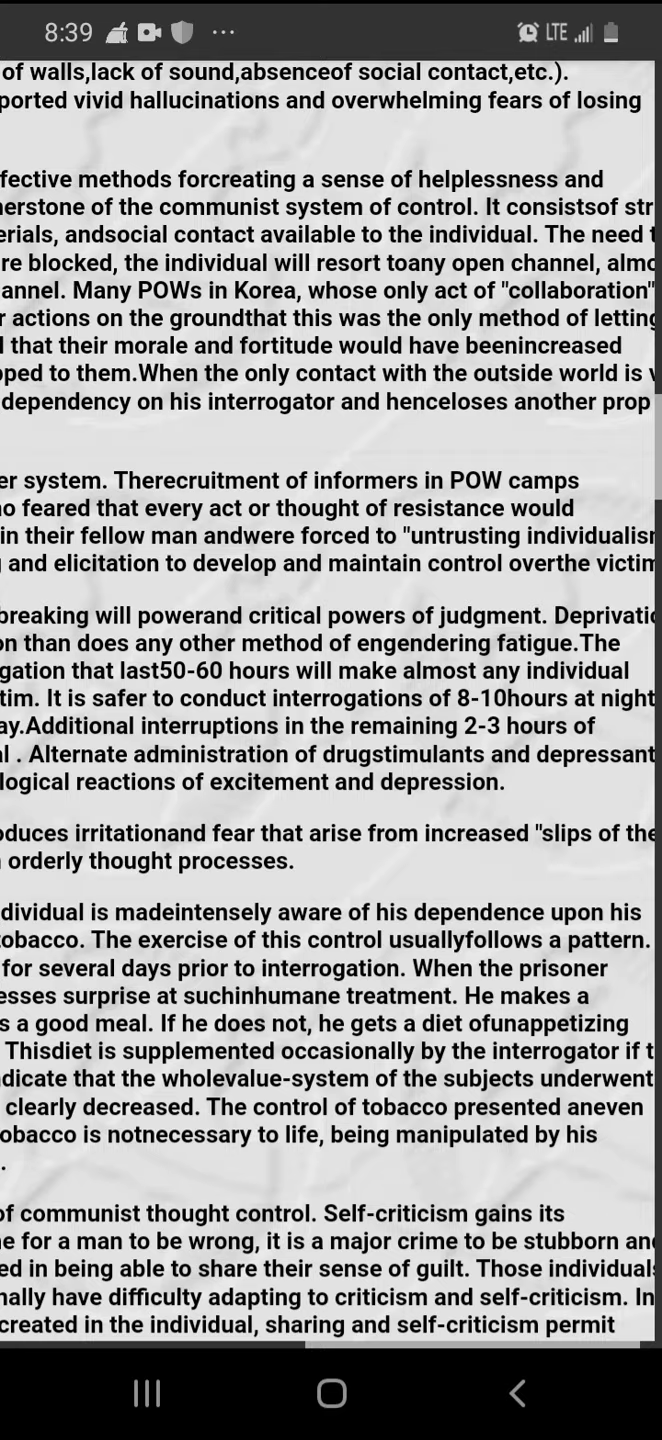 8:39 ... LTE
of walls,lack of sound,absenceof social contact,etc.).
ported vivid hallucinations and overwhelming fears of losing
fective methods forcreating a sense of helplessness and
nerstone of the communist system of control. It consistsof str
erials, andsocial contact available to the individual. The need t
re blocked, the individual will resort toany open channel, almo
annel. Many POWs in Korea, whose only act of "collaboration"
r actions on the groundthat this was the only method of letting
l that their morale and fortitude would have beenincreased
pped to them.When the only contact with the outside world is v
dependency on his interrogator and henceloses another prop
er system. Therecruitment of informers in POW camps
ho feared that every act or thought of resistance would
in their fellow man andwere forced to "untrusting individualism
g and elicitation to develop and maintain control overthe victim
breaking will powerand critical powers of judgment. Deprivatio
on than does any other method of engendering fatigue.The
gation that last50-60 hours will make almost any individual
tim. It is safer to conduct interrogations of 8-10hours at night
ay.Additional interruptions in the remaining 2-3 hours of
al . Alternate administration of drugstimulants and depressant
logical reactions of excitement and depression.
oduces irritationand fear that arise from increased "slips of the
n orderly thought processes.
dividual is madeintensely aware of his dependence upon his
tobacco. The exercise of this control usuallyfollows a pattern.
for several days prior to interrogation. When the prisoner
esses surprise at suchinhumane treatment. He makes a
s a good meal. If he does not, he gets a diet ofunappetizing
Thisdiet is supplemented occasionally by the interrogator if t
ndicate that the wholevalue-system of the subjects underwent
clearly decreased. The control of tobacco presented aneven
obacco is notnecessary to life, being manipulated by his
.
of communist thought control. Self-criticism gains its
ne for a man to be wrong, it is a major crime to be stubborn and
ed in being able to share their sense of guilt. Those individuals
nally have difficulty adapting to criticism and self-criticism. In
created in the individual, sharing and self-criticism permit